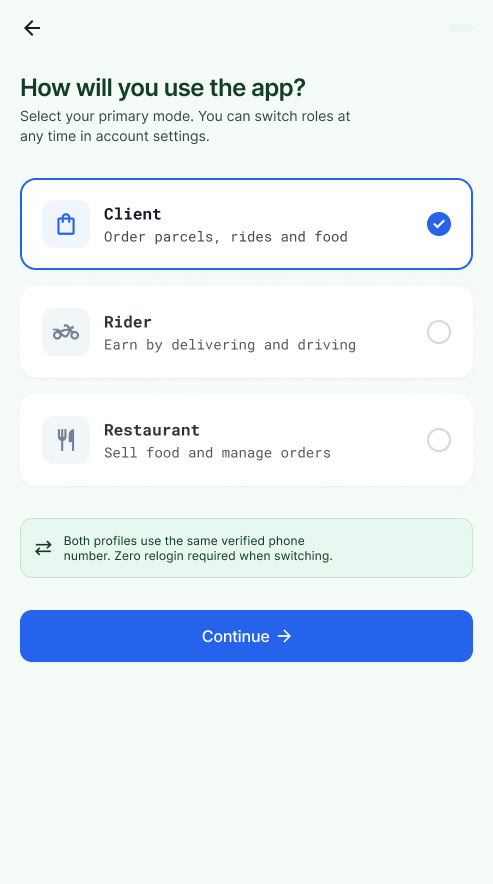 How will you use the app?
Select your primary mode. You can switch roles at
any time in account settings.
Client
Order parcels, rides and food
Rider
Earn by delivering and driving
Restaurant
Sell food and manage orders
Both profiles use the same verified phone
number. Zero relogin required when switching.
Continue →